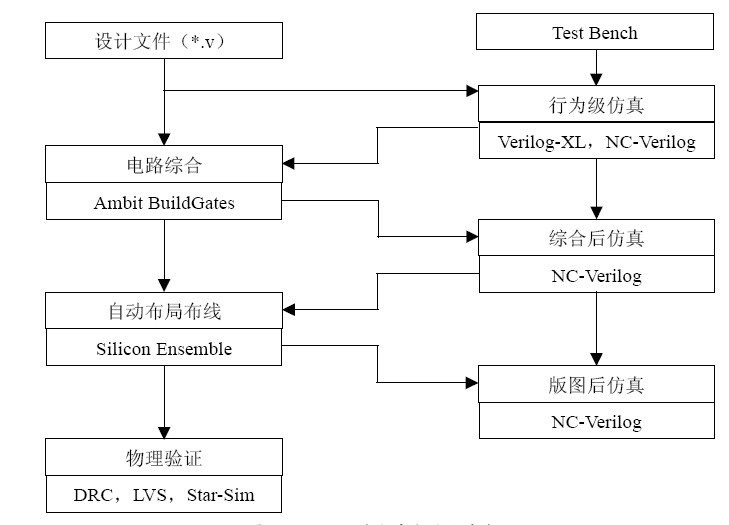 设计文件（*.v）
Test Bench
行为级仿真
Verilog-XL，NC-Verilog
电路综合
Ambit BuildGates
综合后仿真
NC-Verilog
自动布局布线
Silicon Ensemble
版图后仿真
NC-Verilog
物理验证
DRC，LVS，Star-Sim